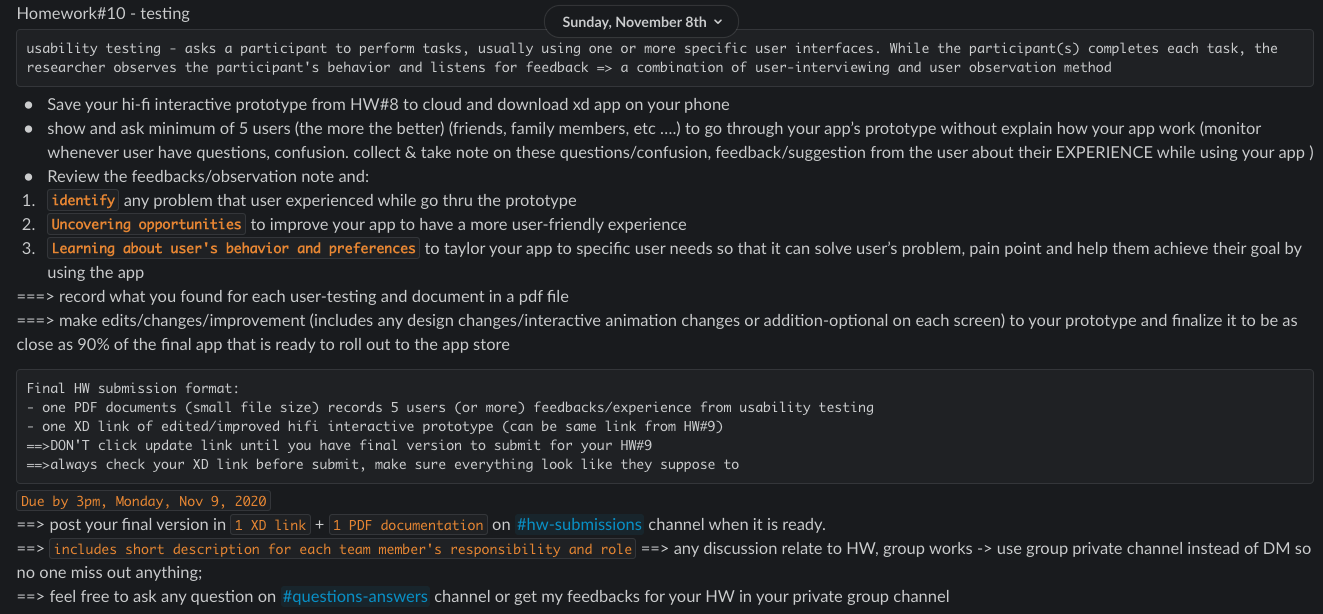 Homework#10 - testing
Sunday, November 8th
usability testing - asks a participant to perform tasks, usually using one or more specific user interfaces. While the participant(s) completes each task, the
researcher observes the participant's behavior and listens for feedback => a combination of user-interviewing and user observation method
● Save your hi-fi interactive prototype from HW#8 to cloud and download xd app on your phone
● show and ask minimum of 5 users (the more the better) (friends, family members, etc ....) to go through your app's prototype without explain how your app work (monitor
whenever user have questions, confusion. collect & take note on these questions/confusion, feedback/suggestion from the user about their EXPERIENCE while using your app )
● Review the feedbacks/observation note and:
1. identify any problem that user experienced while go thru the prototype
2. Uncovering opportunities to improve your app to have a more user-friendly experience
3. Learning about user's behavior and preferences to taylor your app to specific user needs so that it can solve user's problem, pain point and help them achieve their goal by
using the app
===> record what you found for each user-testing and document in a pdf file
===> make edits/changes/improvement (includes any design changes/interactive animation changes or addition-optional on each screen) to your prototype and finalize it to be as
close as 90% of the final app that is ready to roll out to the app store
Final HW submission format:
- one PDF documents (small file size) records 5 users (or more) feedbacks/experience from usability testing
- one XD link of edited/improved hifi interactive prototype (can be same link from HW#9)
==>DON'T click update link until you have final version to submit for your HW#9
==>always check your XD link before submit, make sure everything look like they suppose to
Due by 3pm, Monday, Nov 9, 2020
==> post your final version in 1 XD link + 1 PDF documentation on #hw-submissions channel when it is ready.
==> includes short description for each team member's responsibility and role ==> any discussion relate to HW, group works -> use group private channel instead of DM so
no one miss out anything;
==> feel free to ask any question on #questions-answers channel or get my feedbacks for your HW in your private group channel